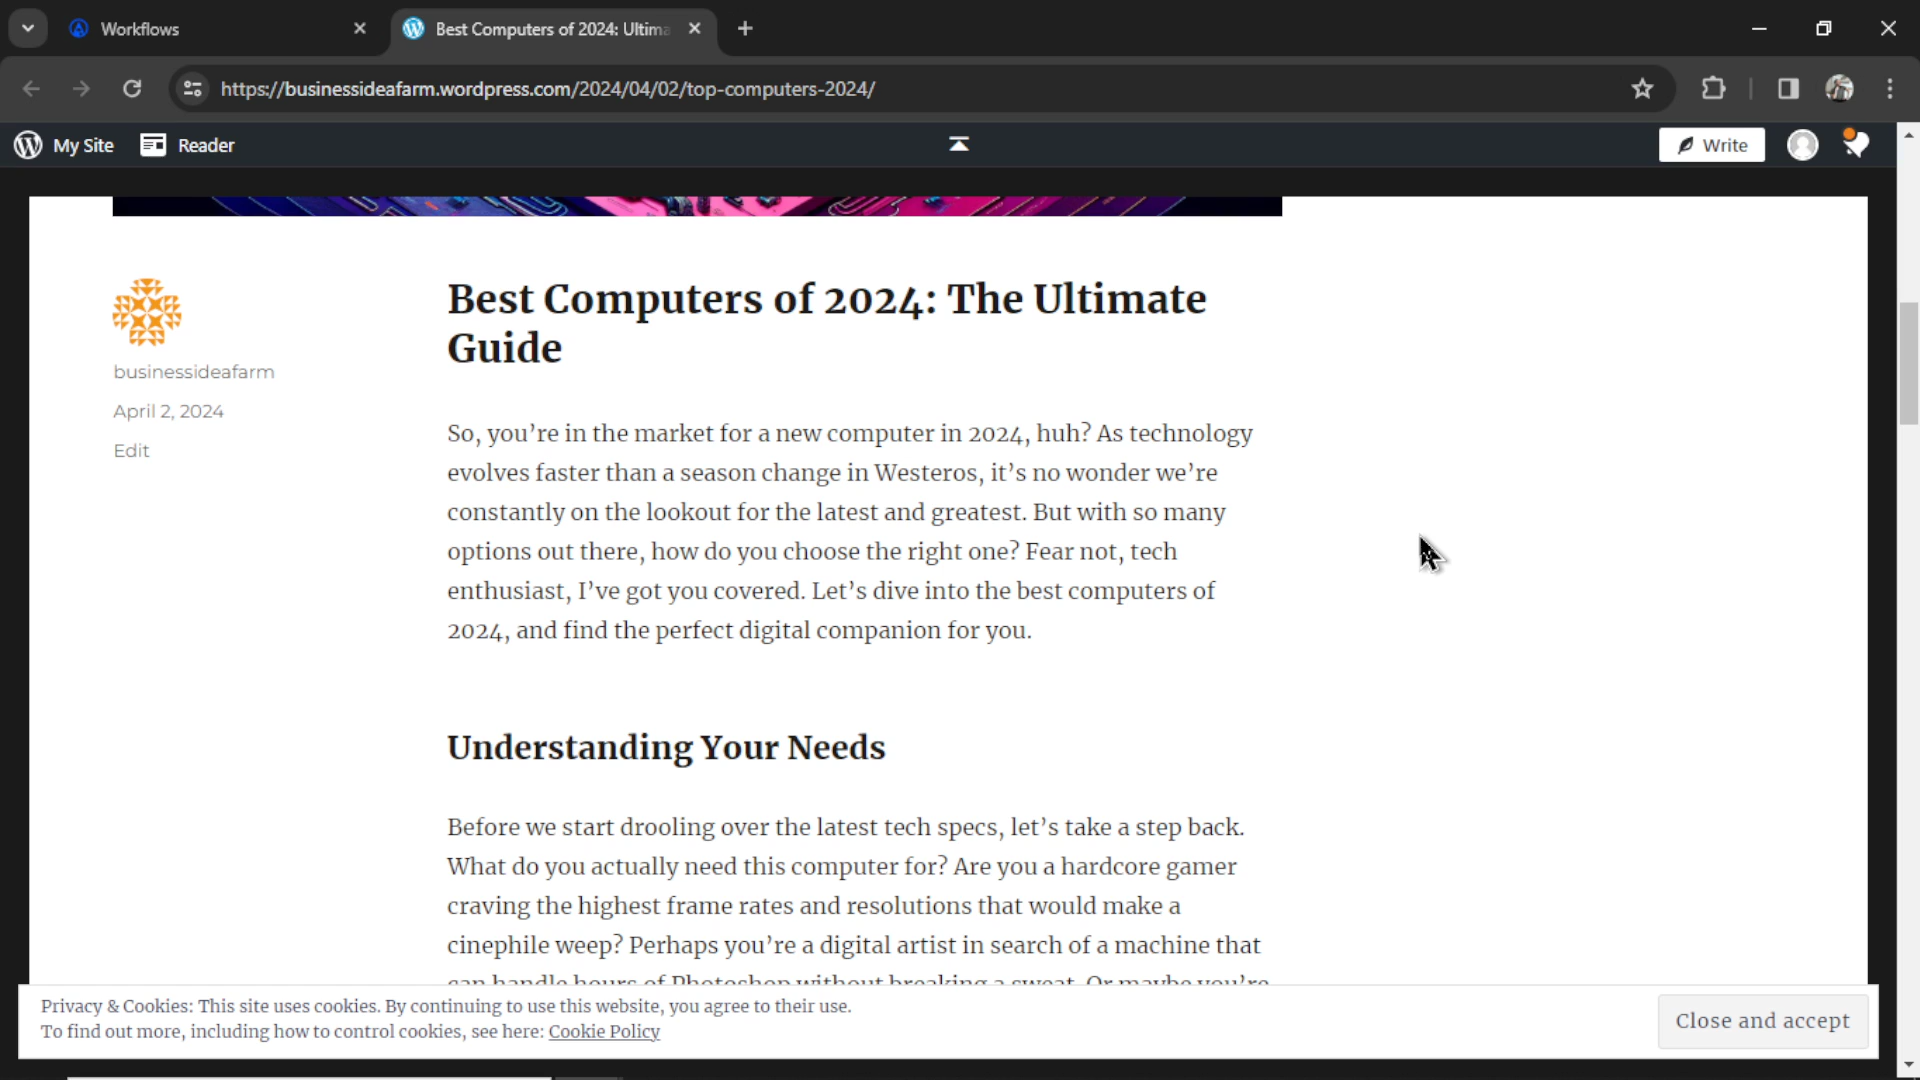 Workflows
Best Computers of 2024: Ultima
https://businessideafarm.wordpress.com/2024/04/02/top-computers-2024/
My Site
Reader
Write
businessideafarm
April 2, 2024
Edit
Best Computers of 2024: The Ultimate
Guide
So, you’re in the market for a new computer in 2024, huh? As technology
evolves faster than a season change in Westeros, it’s no wonder we’re
constantly on the lookout for the latest and greatest. But with so many
options out there, how do you choose the right one? Fear not, tech
enthusiast, I’ve got you covered. Let’s dive into the best computers of
2024, and find the perfect digital companion for you.
Understanding Your Needs
Before we start drooling over the latest tech specs, let’s take a step back.
What do you actually need this computer for? Are you a hardcore gamer
craving the highest frame rates and resolutions that would make a
cinephile weep? Perhaps you’re a digital artist in search of a machine that
can handle hours of Photoshop without breaking a sweat. Or maybe you’re
Privacy & Cookies: This site uses cookies. By continuing to use this website, you agree to their use.
To find out more, including how to control cookies, see here: Cookie Policy
Close and accept